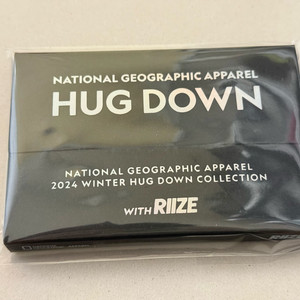 NATIONAL GEOGRAPHIC APPAREL
HUG DOWN
NATIONAL GEOGRAPHIC APPAREL
2024 WINTER HUG DOWN COLLECTION
WITH RIIZE